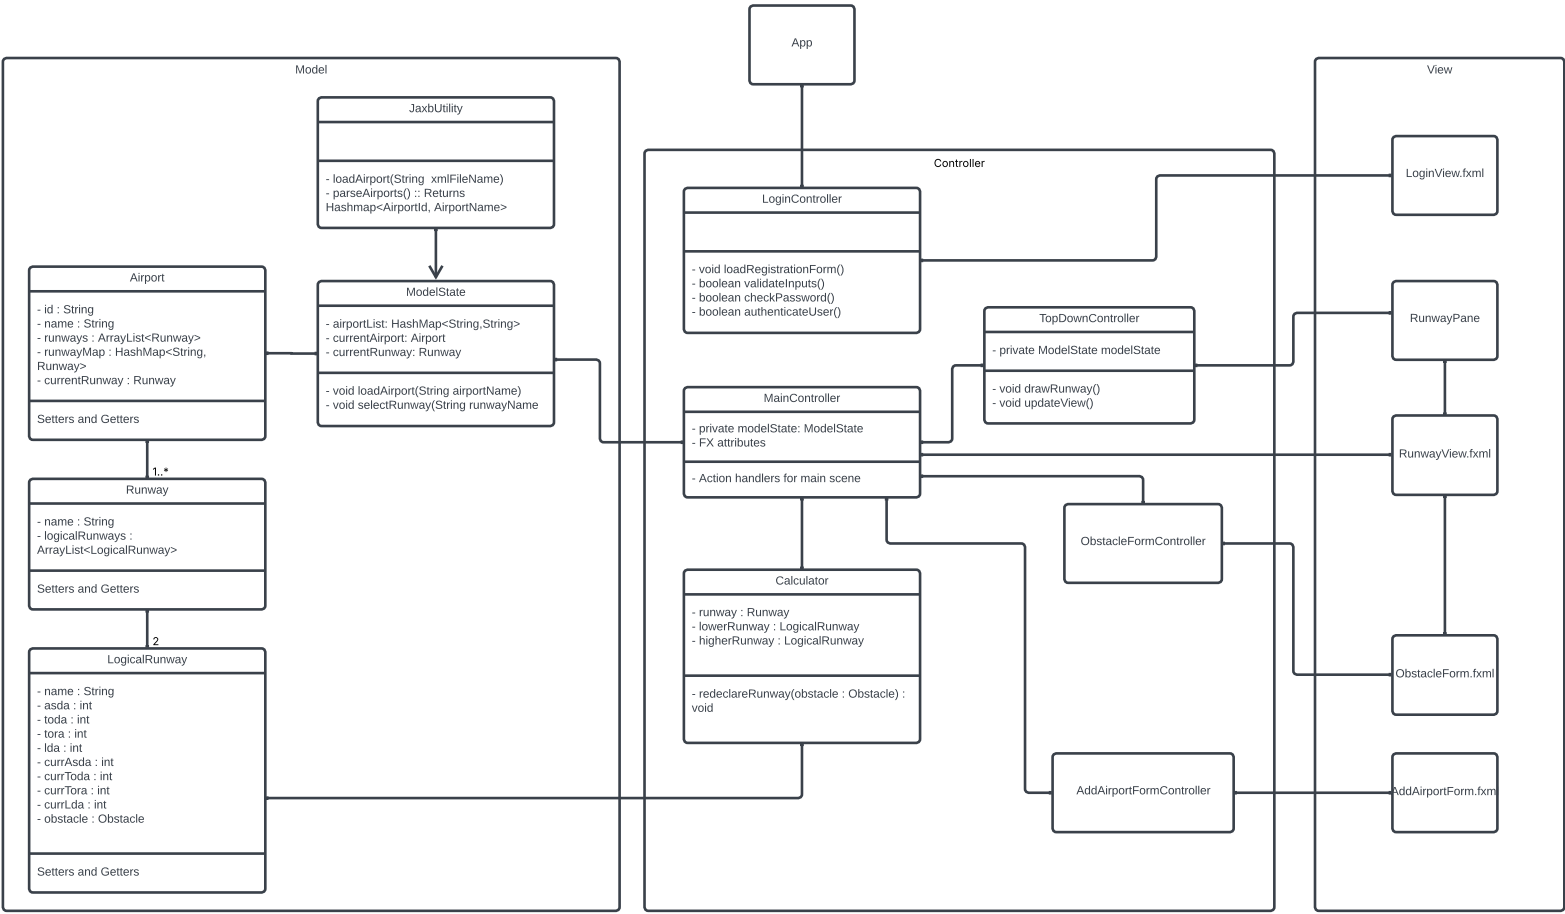 App
Model
JaxbUtility
- loadAirport(String  xmlFileName)
- parseAirports() :: Returns
Hashmap<AirportId, AirportName>
Airport
- id : String
- name : String
- runways : ArrayList<Runway>
- runwayMap : HashMap<String,
Runway>
- currentRunway : Runway
Setters and Getters
ModelState
- airportList: HashMap<String,String>
- currentAirport: Airport
- currentRunway: Runway
- void loadAirport(String airportName)
- void selectRunway(String runwayName
1..*
Runway
- name : String
- logicalRunways :
ArrayList<LogicalRunway>
Setters and Getters
2
LogicalRunway
- name : String
- asda : int
- toda : int
- tora : int
- lda : int
- currAsda : int
- currToda : int
- currTora : int
- currLda : int
- obstacle : Obstacle
Setters and Getters
Controller
LoginController
- void loadRegistrationForm()
- boolean validateInputs()
- boolean checkPassword()
- boolean authenticateUser()
TopDownController
- private ModelState modelState
- void drawRunway()
- void updateView()
MainController
- private modelState: ModelState
- FX attributes
- Action handlers for main scene
ObstacleFormController
Calculator
- runway : Runway
- lowerRunway : LogicalRunway
- higherRunway : LogicalRunway
- redeclareRunway(obstacle : Obstacle) :
void
AddAirportFormController
View
LoginView.fxml
RunwayPane
RunwayView.fxml
ObstacleForm.fxml
AddAirportForm.fxm